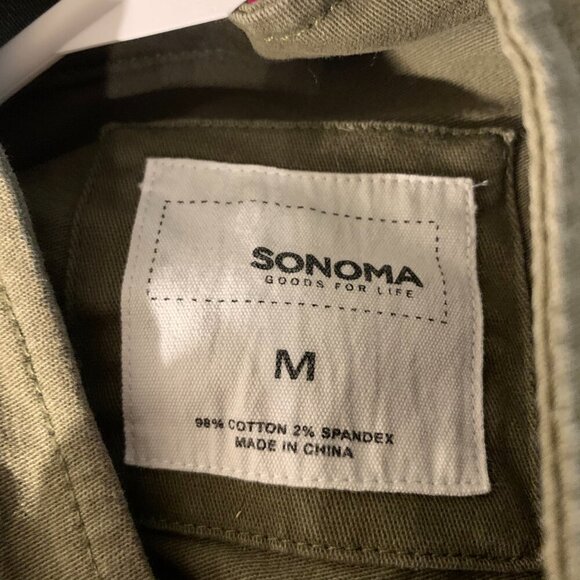 SONOMA
GOODS FOR LIFE
M
98% COTTON 2% SPANDEX
MADE IN CHINA